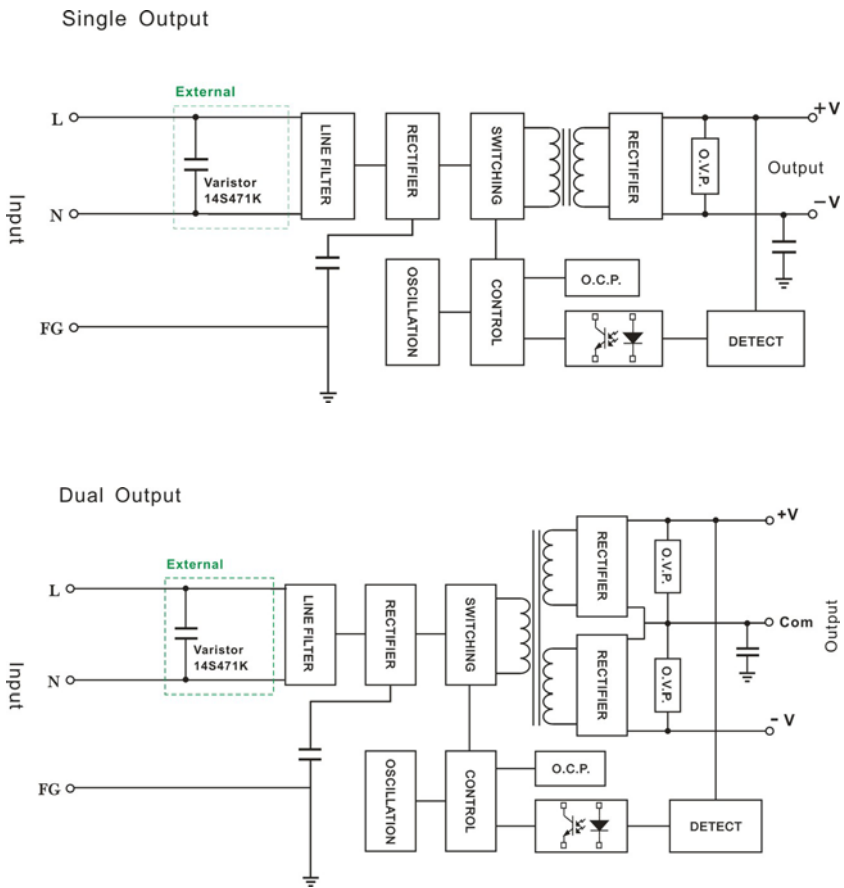 Single Output
External
L
+V
LINE FILTER
RECTIFIER
SWITCHING
RECTIFIER
O.V.P.
Output
Varistor
14S471K
Input
N
–V
OSCILLATION
CONTROL
O.C.P.
FG
DETECT
Dual Output
+V
External
RECTIFIER
O.V.P.
L
LINE FILTER
RECTIFIER
SWITCHING
Com
Output
Varistor
14S471K
Input
N
RECTIFIER
O.V.P.
- V
OSCILLATION
CONTROL
O.C.P.
FG
DETECT